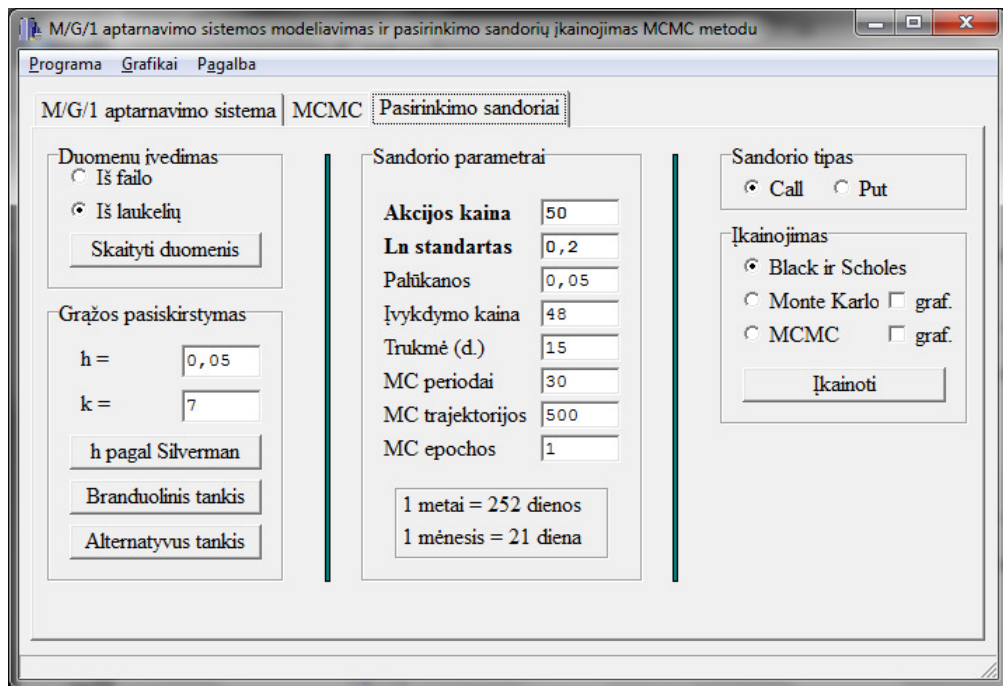 M/G/1 aptarnavimo sistemos modeliavimas ir pasirinkimo sandorių įkainojimas MCMC metodu
Programa Grafikai Pagalba
M/G/1 aptarnavimo sistema MCMC Pasirinkimo sandoriai
Duomenu įvedimas
Iš failo
Iš laukelių
Skaityti duomenis
Grąžos pasiskirstymas
h = 0,05
k = 7
h pagal Silverman
Branduolinis tankis
Alternatyvus tankis
Sandorio parametrai
Akcijos kaina 50
Ln standartas 0,2
Palūkanos 0,05
Įvykdymo kaina 48
Trukmė (d.) 15
MC periodai 30
MC trajektorijos 500
MC epochos 1
1 metai = 252 dienos
1 mėnesis = 21 diena
Sandorio tipas
Call Put
Įkainojimas
Black ir Scholes
Monte Karlo graf.
MCMC graf.
Įkainoti